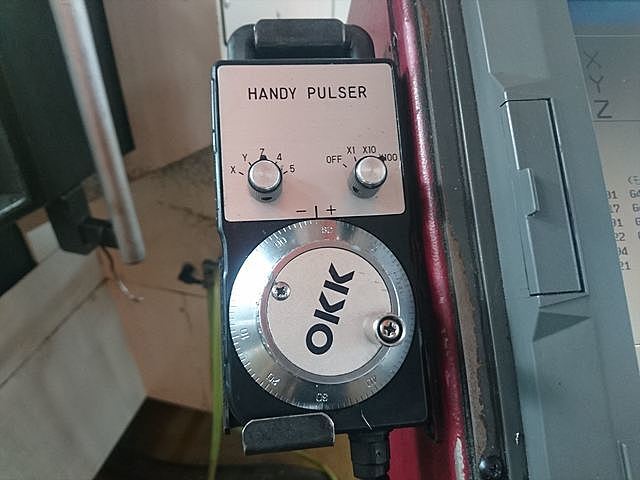 HANDY PULSER
X Y Z 4 5
OFF X1 X10 X100
− +
OKK
X
Y
Z